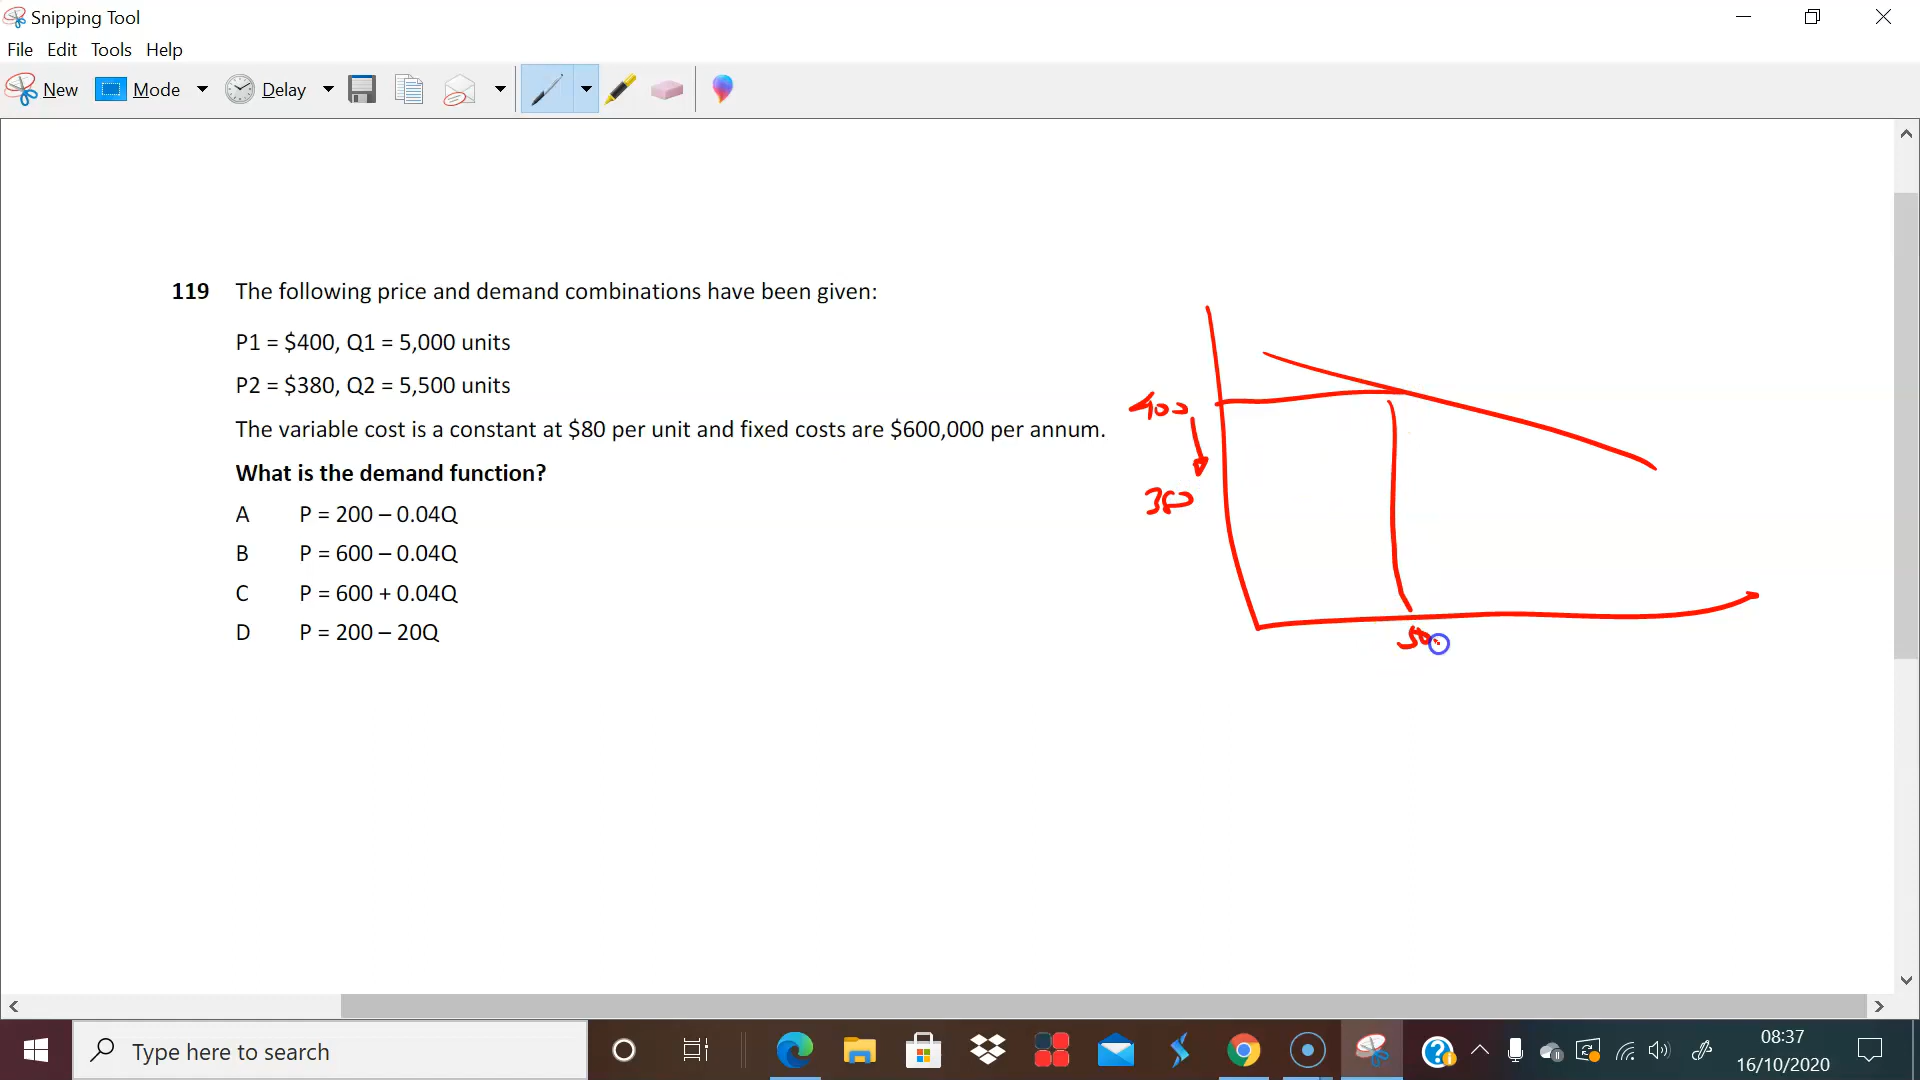 Snipping Tool
File Edit Tools Help
New Mode Delay
119 The following price and demand combinations have been given:
P1 = $400, Q1 = 5,000 units
P2 = $380, Q2 = 5,500 units
The variable cost is a constant at $80 per unit and fixed costs are $600,000 per annum.
What is the demand function?
A P = 200 – 0.04Q
B P = 600 – 0.04Q
C P = 600 + 0.04Q
D P = 200 – 20Q
400
380
Type here to search
08:37
16/10/2020